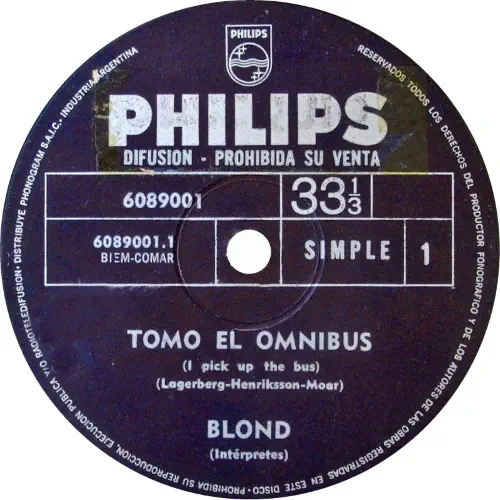 PHILIPS
PHILIPS
DIFUSION - PROHIBIDA SU VENTA
6089001
33 1/3
6089001.1
BIEM-COMAR
SIMPLE
1
TOMO EL OMNIBUS
(I pick up the bus)
(Lagerberg-Henriksson-Moar)
BLOND
(Intérpretes)
RESERVADOS TODOS LOS DERECHOS DEL PRODUCTOR FONOGRAFICO Y DE LOS AUTORES DE LAS OBRAS REGISTRADAS EN ESTE DISCO • PROHIBIDA SU REPRODUCCION, EJECUCION PUBLICA Y/O RADIOTELEDIFUSION • DISTRIBUYE PHONOGRAM S.A.I.C.: INDUSTRIA ARGENTINA